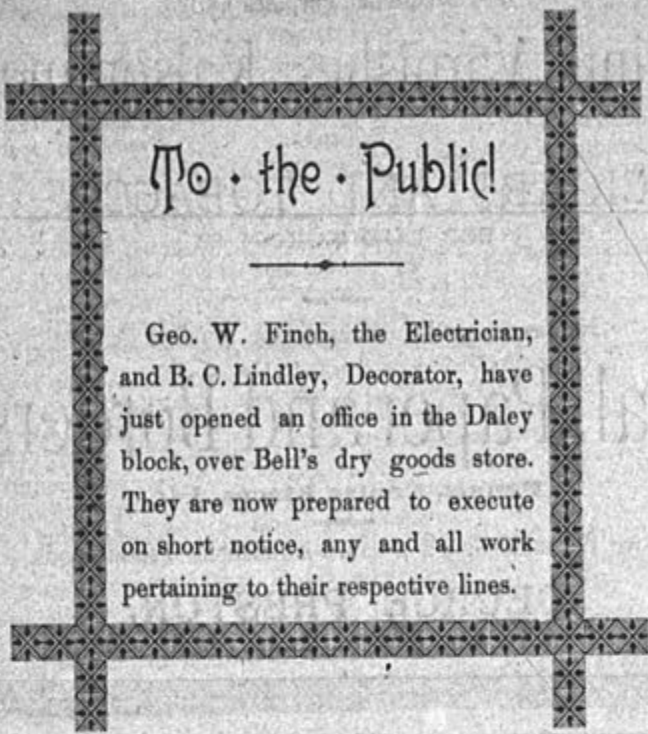 To · the · Public!
Geo. W. Finch, the Electrician,
and B. C. Lindley, Decorator, have
just opened an office in the Daley
block, over Bell's dry goods store.
They are now prepared to execute
on short notice, any and all work
pertaining to their respective lines.